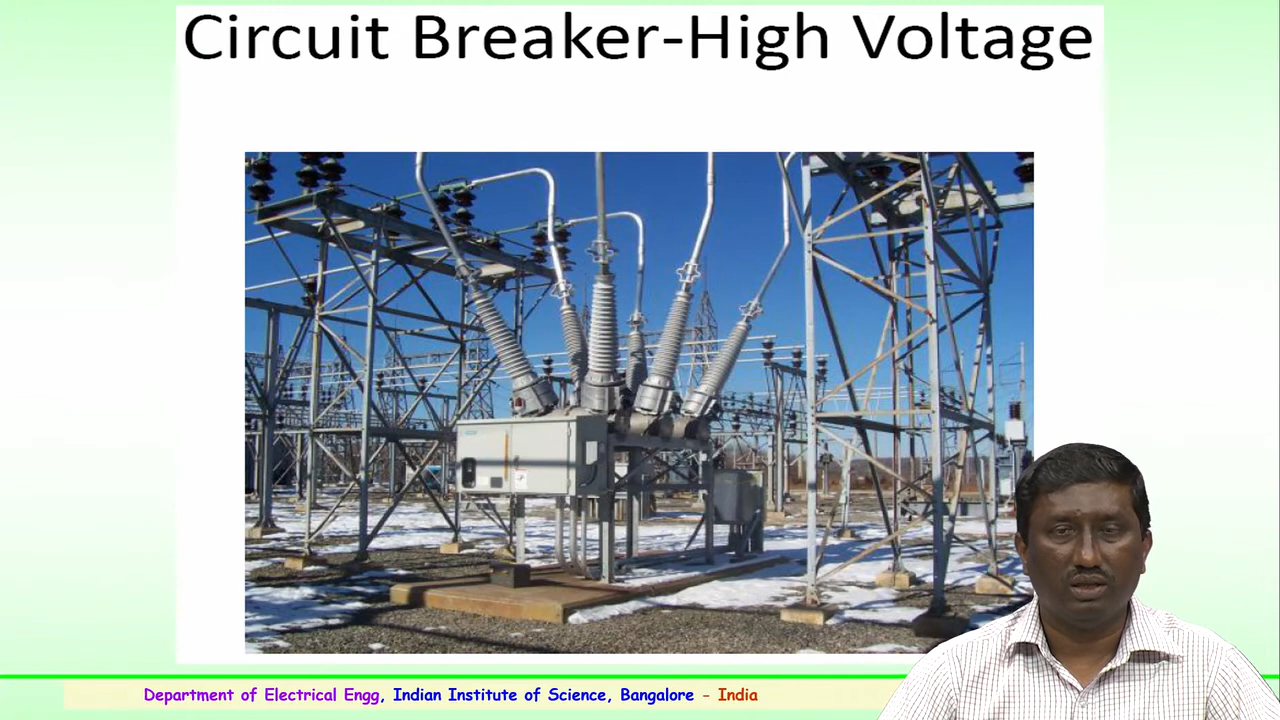 Circuit Breaker-High Voltage
Department of Electrical Engg, Indian Institute of Science, Bangalore - India